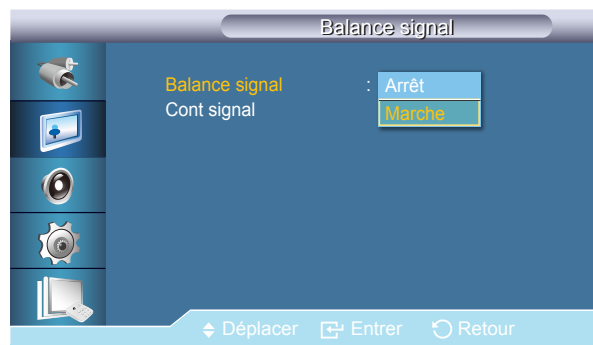 Balance signal
Balance signal : Arrêt
Cont signal Marche
Déplacer Entrer Retour